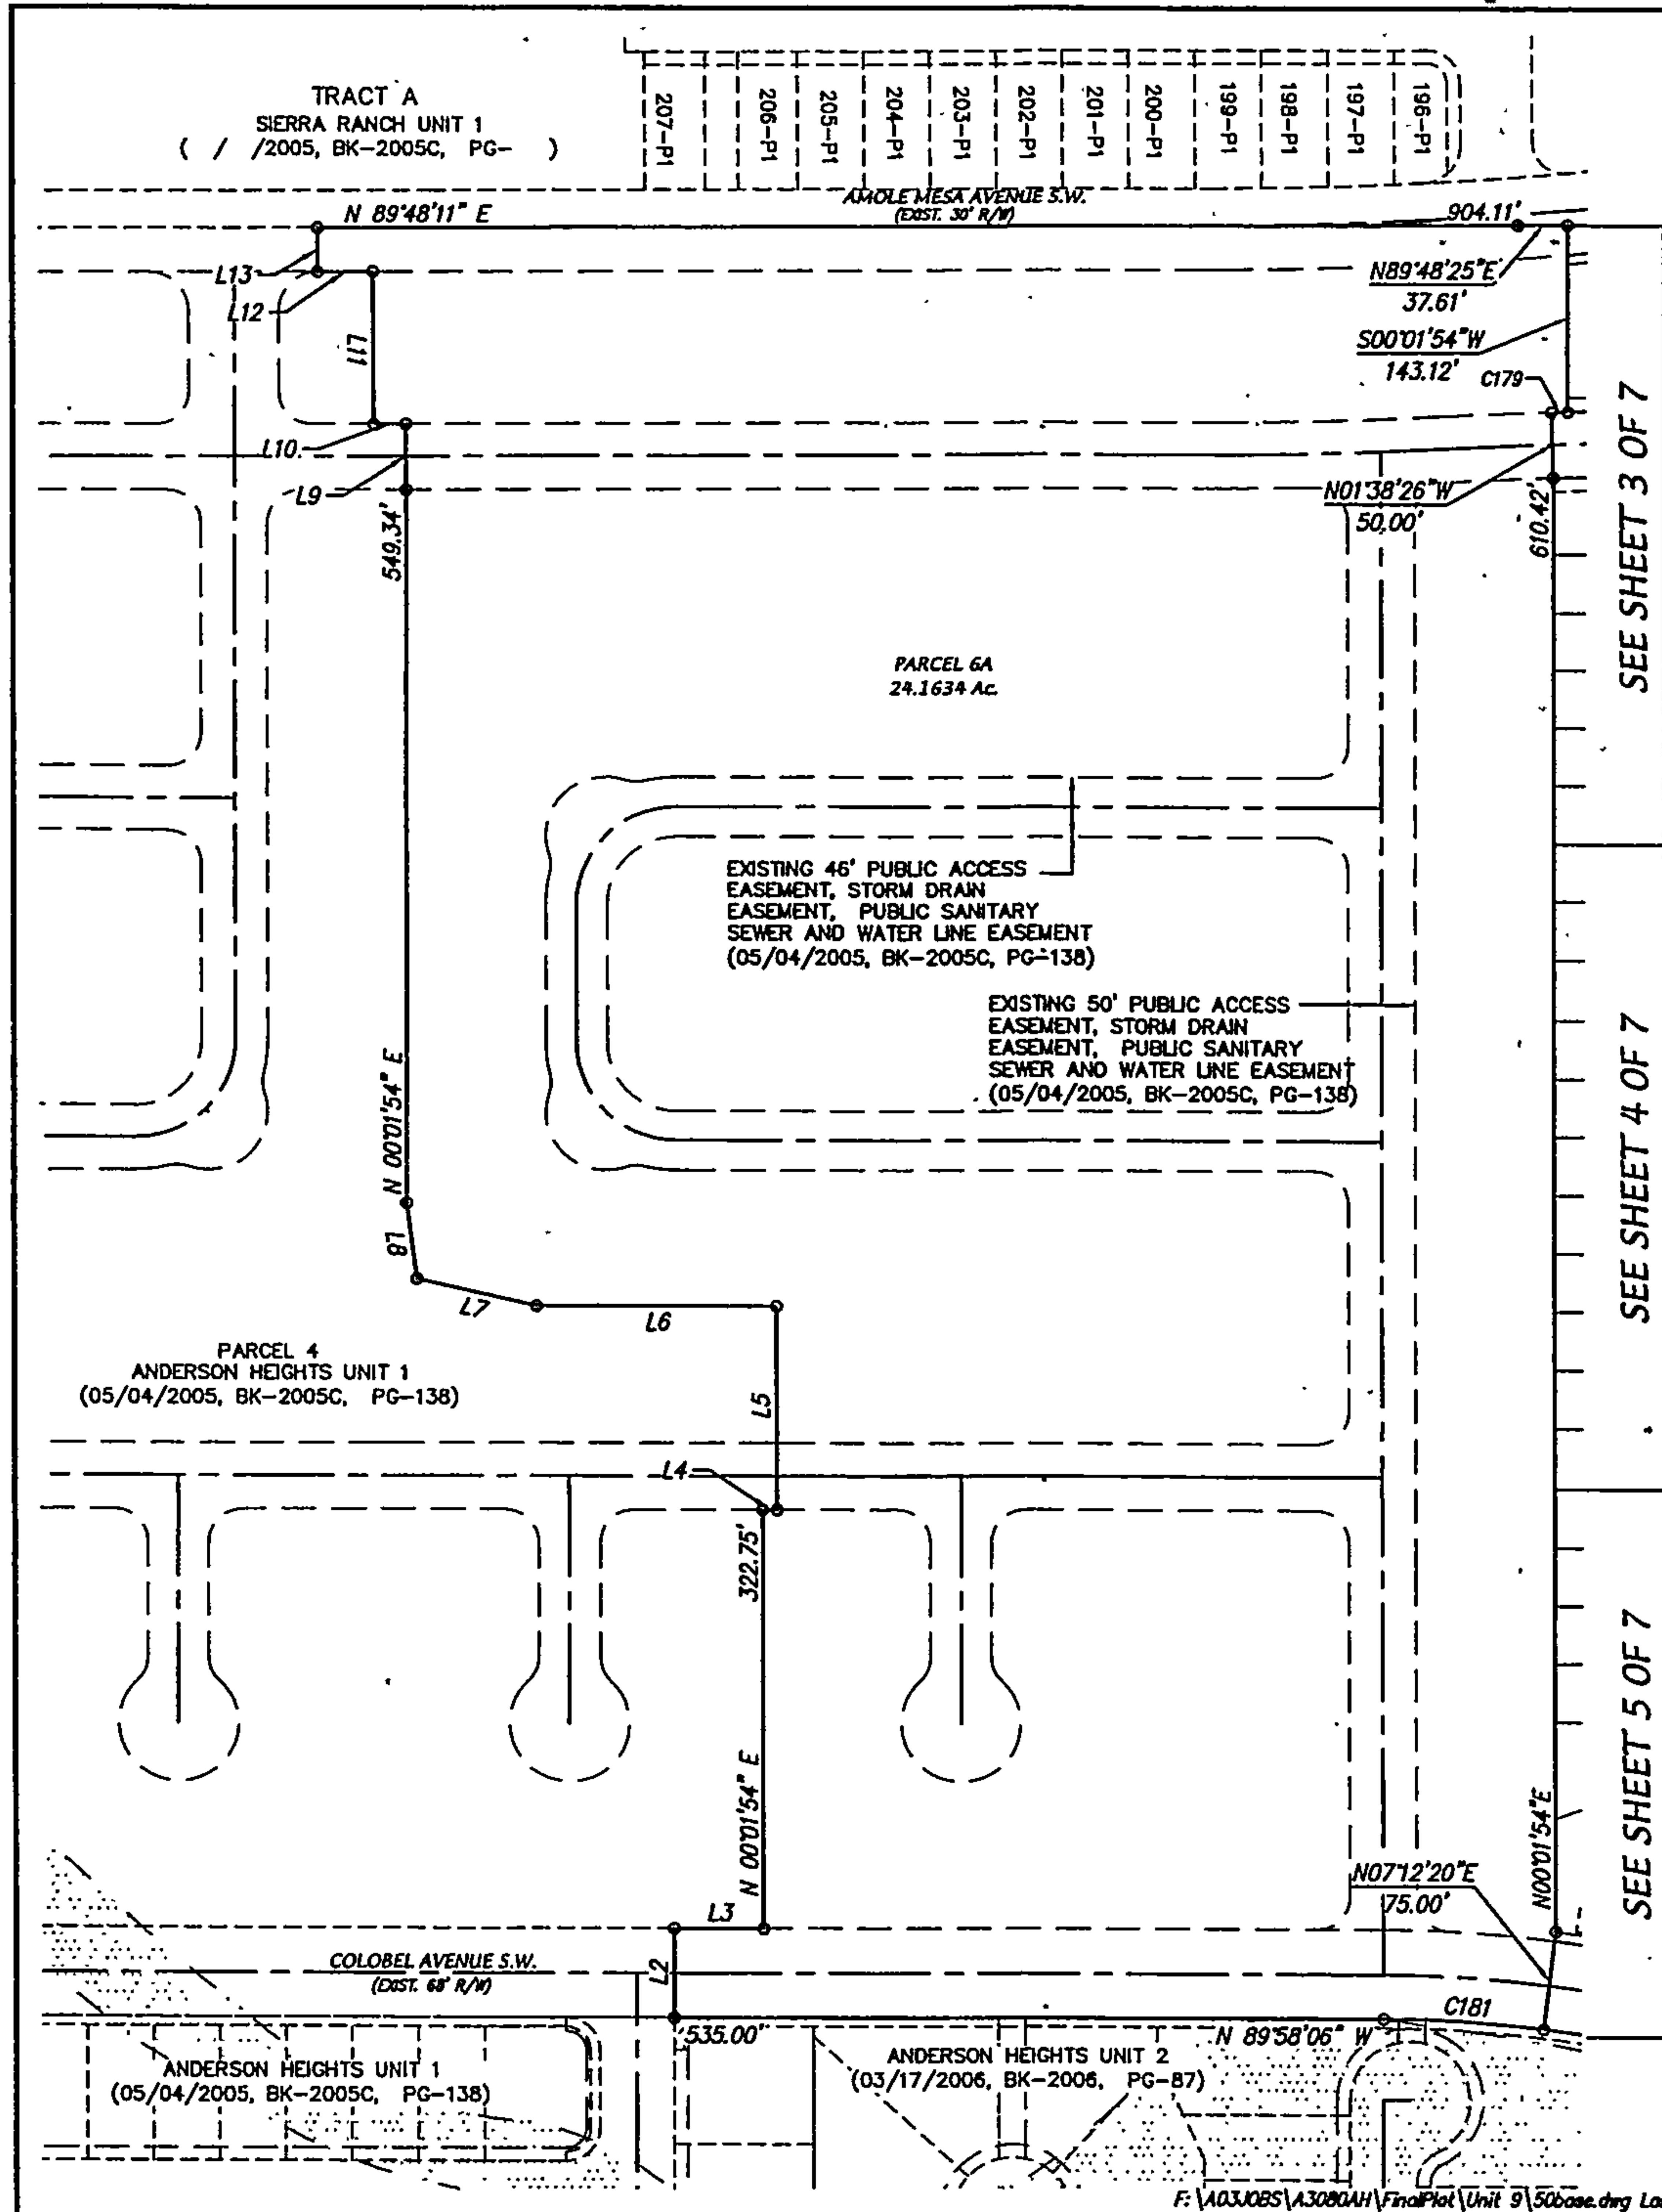 TRACT A
SIERRA RANCH UNIT 1
( / /2005, BK-2005C, PG- )
207-P1
206-P1
205-P1
204-P1
203-P1
202-P1
201-P1
200-P1
199-P1
198-P1
197-P1
196-P1
AMOLE MESA AVENUE S.W.
(EXIST. 30' R/W)
N 89°48'11" E
904.11'
L13
L12
N89°48'25"E
37.61'
L11
S00°01'54"W
143.12'
C179
L10
L9
N01°38'26"W
50.00'
549.34'
610.42'
SEE SHEET 3 OF 7
PARCEL 6A
24.1634 Ac.
EXISTING 46' PUBLIC ACCESS
EASEMENT, STORM DRAIN
EASEMENT, PUBLIC SANITARY
SEWER AND WATER LINE EASEMENT
(05/04/2005, BK-2005C, PG-138)
EXISTING 50' PUBLIC ACCESS
EASEMENT, STORM DRAIN
EASEMENT, PUBLIC SANITARY
SEWER AND WATER LINE EASEMENT
(05/04/2005, BK-2005C, PG-138)
N 00°01'54" E
SEE SHEET 4 OF 7
L8
L7
L6
PARCEL 4
ANDERSON HEIGHTS UNIT 1
(05/04/2005, BK-2005C, PG-138)
L5
L4
322.75'
N 00°01'54" E
SEE SHEET 5 OF 7
N00°01'54"E
N07°12'20"E
75.00'
L3
L2
COLOBEL AVENUE S.W.
(EXIST. 68' R/W)
C181
535.00'
N 89°58'06" W
ANDERSON HEIGHTS UNIT 1
(05/04/2005, BK-2005C, PG-138)
ANDERSON HEIGHTS UNIT 2
(03/17/2006, BK-2006, PG-87)
F:\A03JOBS\A3080AH\FinalPlat\Unit 9\50base.dwg La